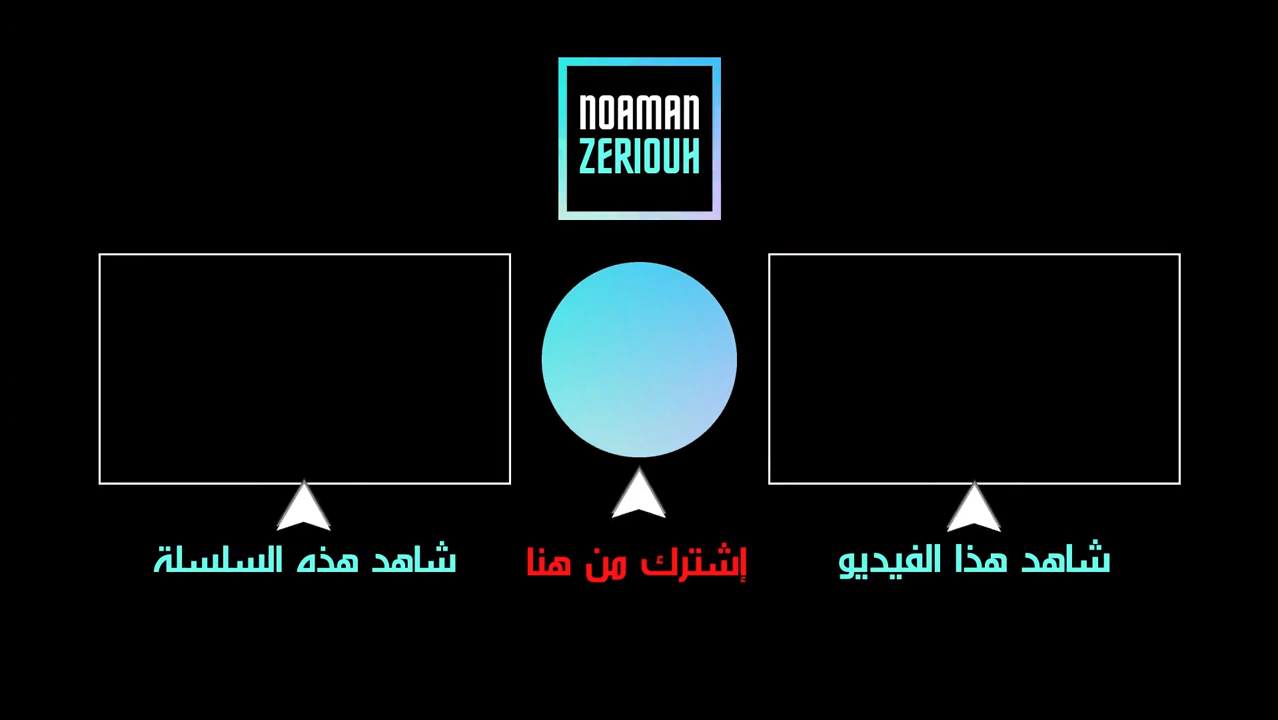 NOAMAN
ZERIOUH
شاهد هذا الفيديو
إشترك من هنا
شاهد هذه السلسلة